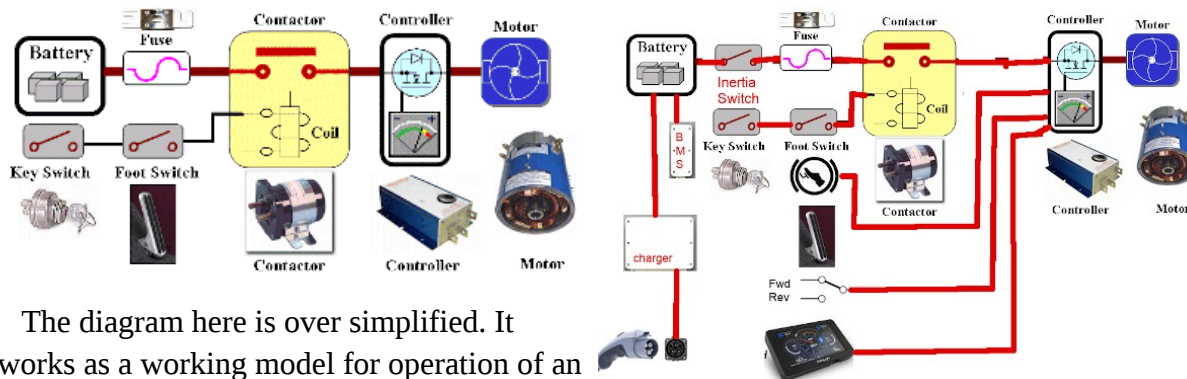 Contactor
Controller
Motor
Fuse
Battery
Coil
Key Switch
Foot Switch
Contactor
Controller
Motor
The diagram here is over simplified. It
works as a working model for operation of an
Contactor
Controller
Motor
Fuse
Battery
Inertia
Switch
BMS
Key Switch
Foot Switch
Contactor
Controller
Moto
charger
Fwd
Rev